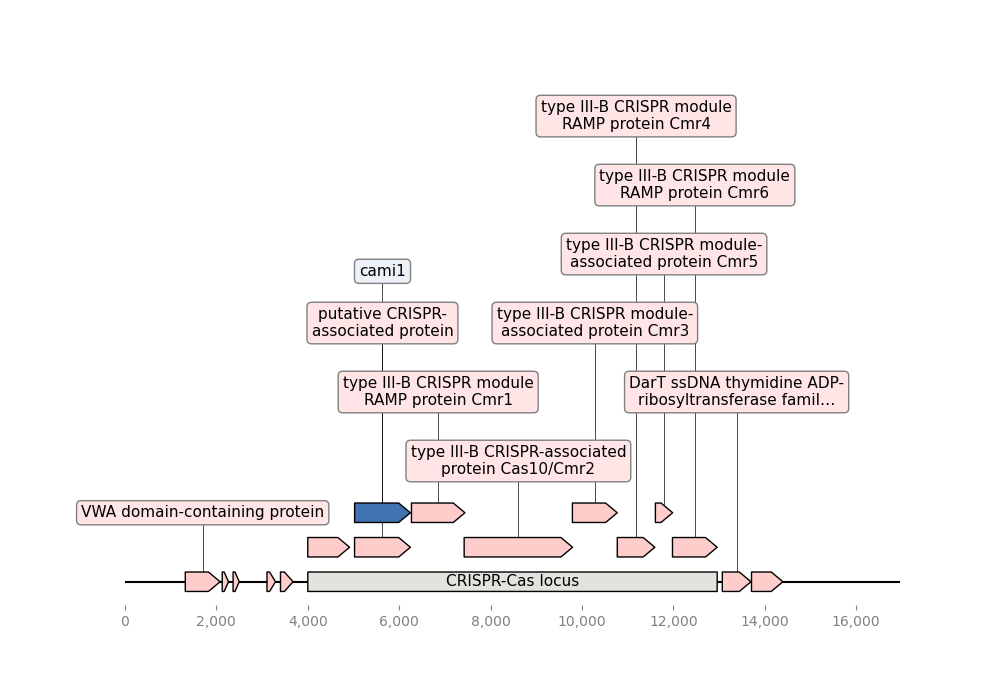 type III-B CRISPR module
RAMP protein Cmr4
type III-B CRISPR module
RAMP protein Cmr6
type III-B CRISPR module-
associated protein Cmr5
cami1
putative CRISPR-
associated protein
type III-B CRISPR module-
associated protein Cmr3
type III-B CRISPR module
RAMP protein Cmr1
DarT ssDNA thymidine ADP-
ribosyltransferase famil...
type III-B CRISPR-associated
protein Cas10/Cmr2
VWA domain-containing protein
CRISPR-Cas locus
0 2,000 4,000 6,000 8,000 10,000 12,000 14,000 16,000